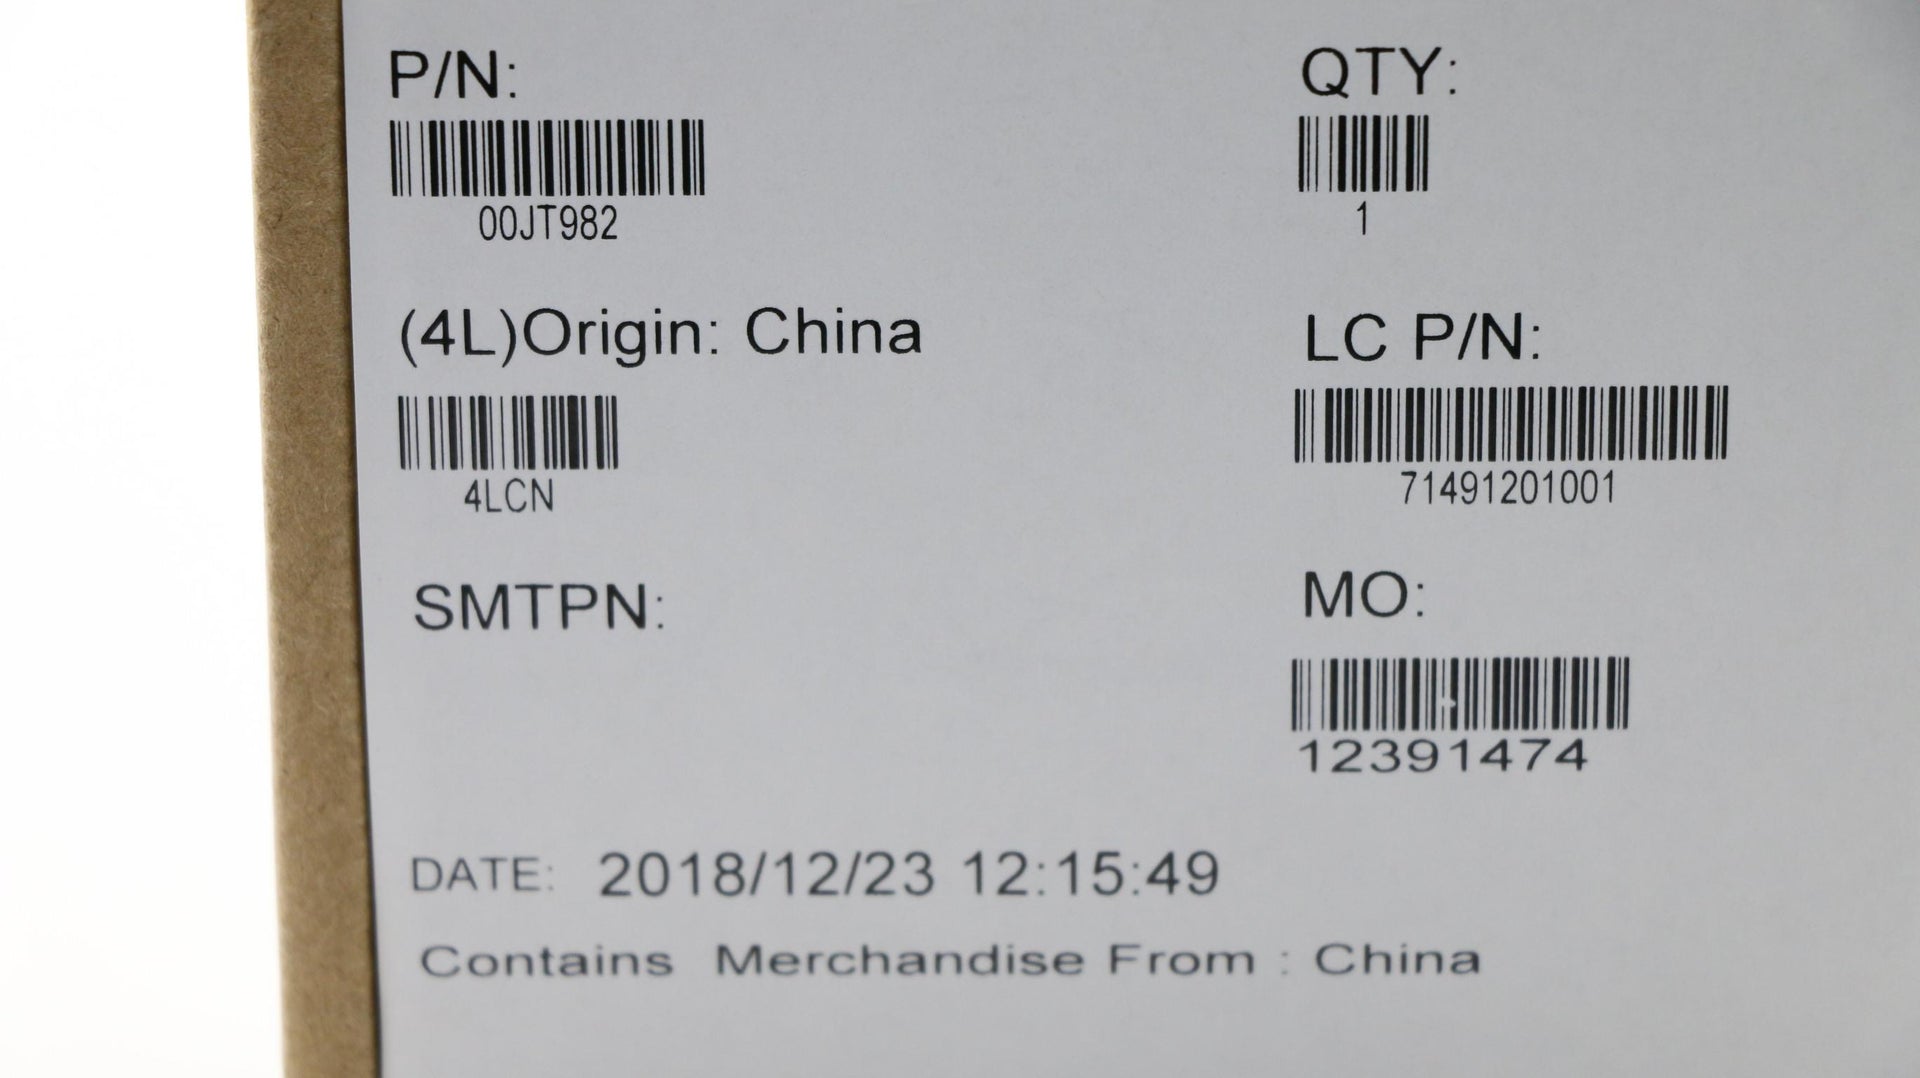 P/N:
00JT982
QTY:
1
(4L)Origin: China
4LCN
LC P/N:
71491201001
SMTPN:
MO:
12391474
DATE: 2018/12/23 12:15:49
Contains Merchandise From : China